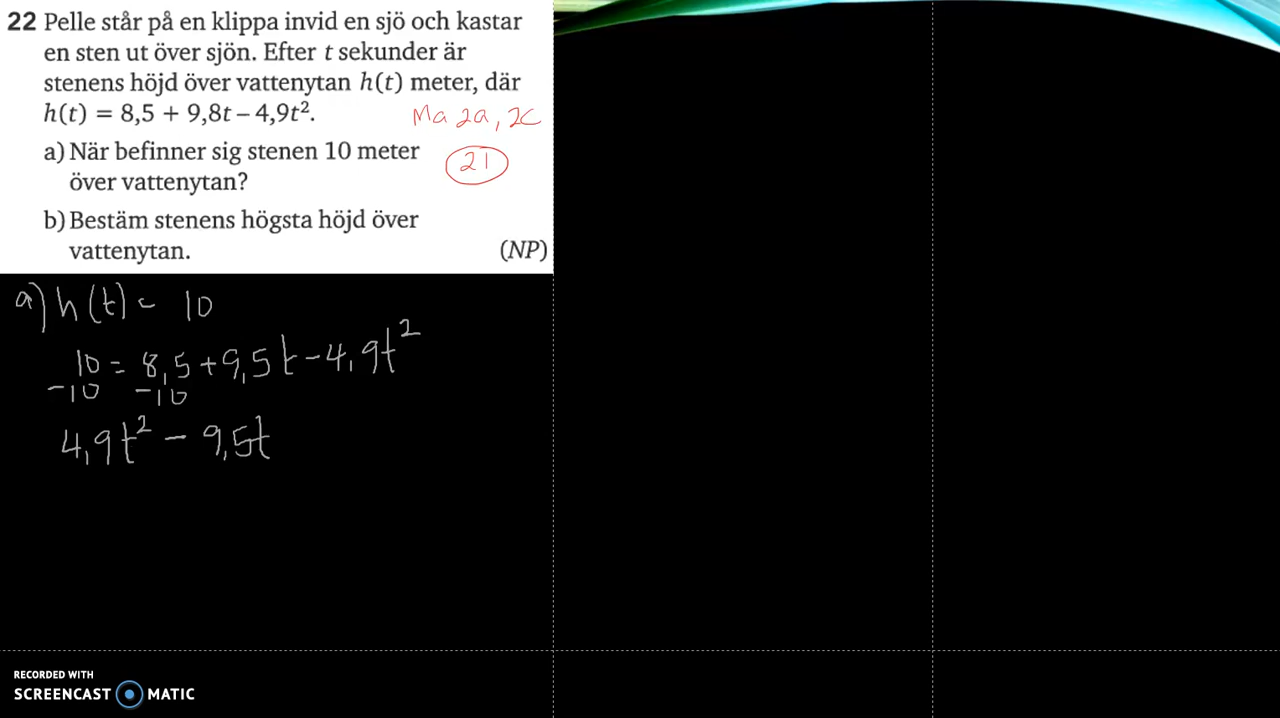 22 Pelle står på en klippa invid en sjö och kastar
en sten ut över sjön. Efter t sekunder är
stenens höjd över vattenytan h(t) meter, där
h(t) = 8,5 + 9,8t – 4,9t².
Ma 2a, 2c
a) När befinner sig stenen 10 meter
över vattenytan?
21
b) Bestäm stenens högsta höjd över
vattenytan.
(NP)
a) h(t) = 10
10 = 8,5 + 9,5t - 4,9t²
-10 -10
4,9t² - 9,5t
RECORDED WITH
SCREENCAST MATIC